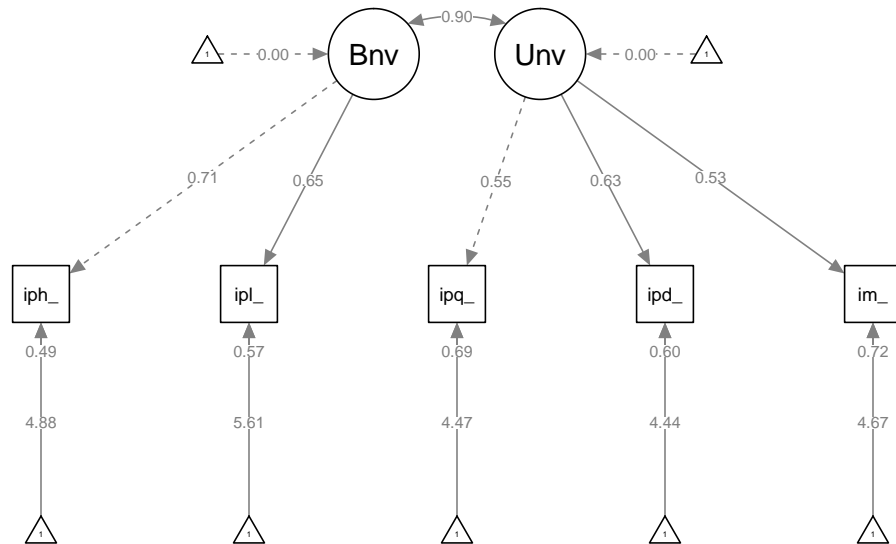 0.90
1 0.00 Bnv Unv 0.00 1
0.71 0.65 0.55 0.63 0.53
iph_ ipl_ ipq_ ipd_ im_
0.49 0.57 0.69 0.60 0.72
4.88 5.61 4.47 4.44 4.67
1 1 1 1 1